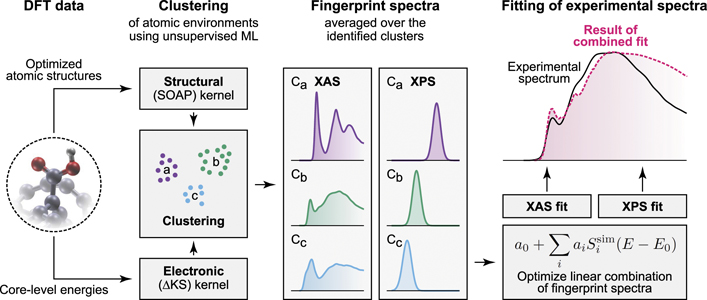 DFT data
Optimized
atomic structures
Core-level energies
Clustering
of atomic environments
using unsupervised ML
Structural
(SOAP) kernel
a
b
c
Clustering
Electronic
(ΔKS) kernel
Fingerprint spectra
averaged over the
identified clusters
Ca XAS
Cb
Cc
Ca XPS
Cb
Cc
Fitting of experimental spectra
Result of
combined fit
Experimental
spectrum
XAS fit
XPS fit
a₀ + ∑ᵢ aᵢSᵢ^sim(E − E₀)
Optimize linear combination
of fingerprint spectra